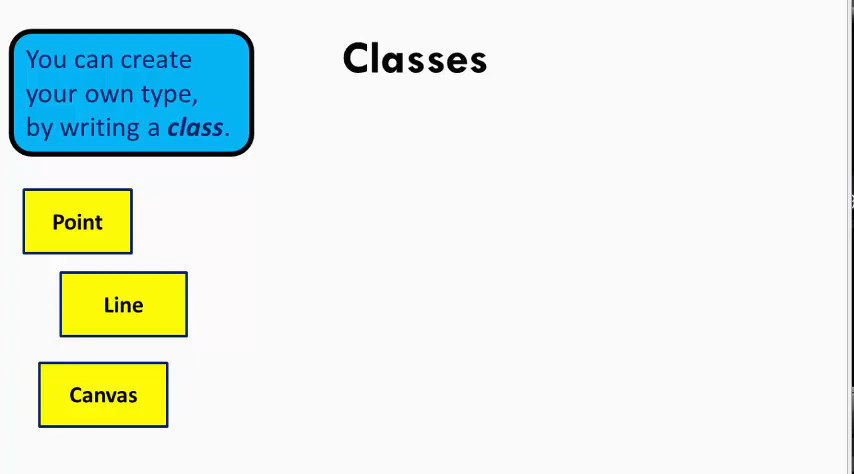 Classes
You can create
your own type,
by writing a class.
Point
Line
Canvas